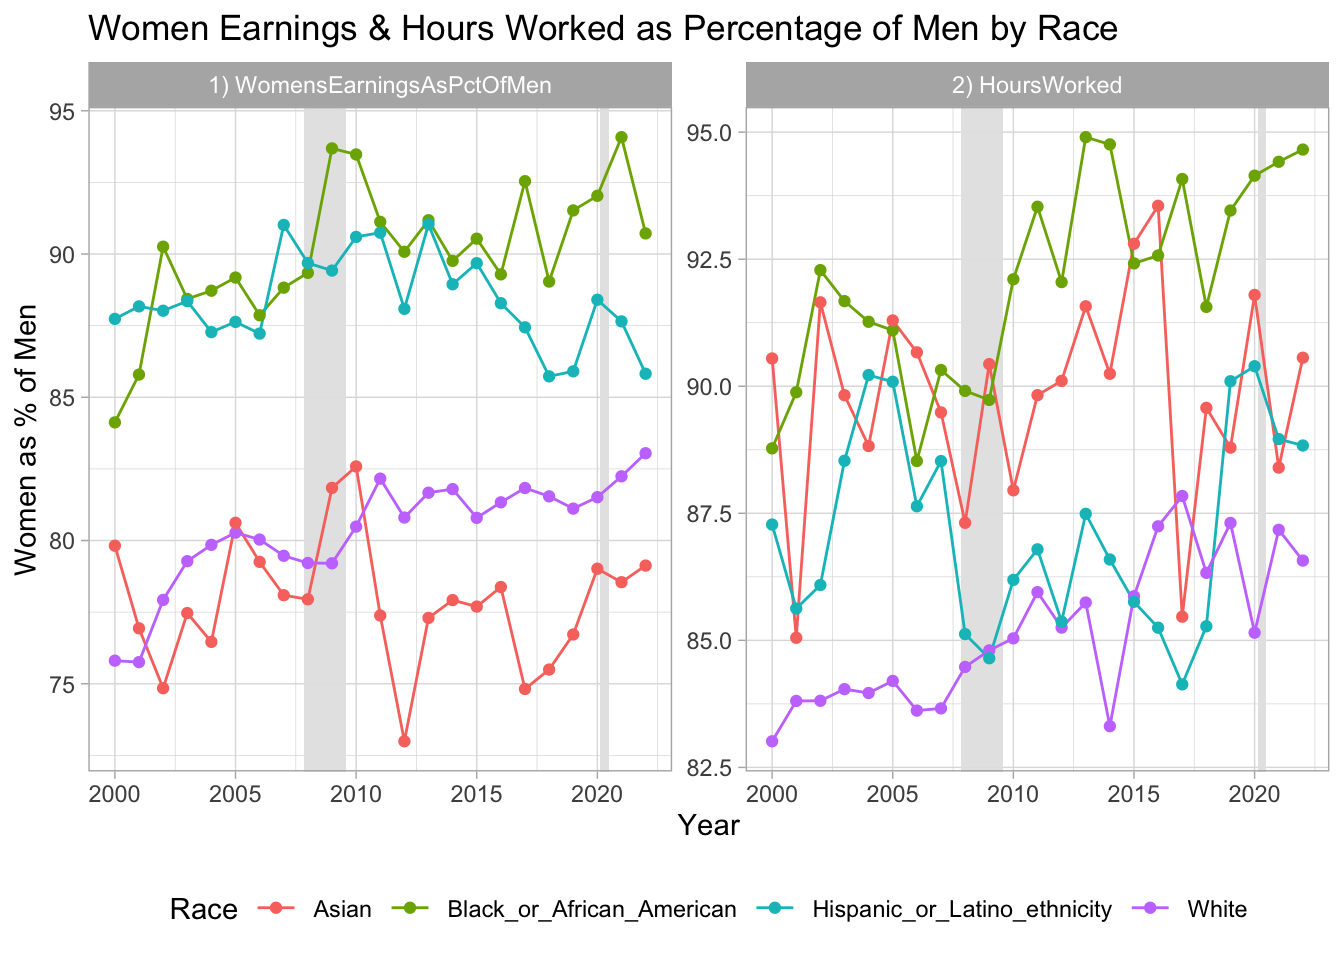 Women Earnings & Hours Worked as Percentage of Men by Race
1) WomensEarningsAsPctOfMen
2) HoursWorked
Women as % of Men
95
90
85
80
75
95.0
92.5
90.0
87.5
85.0
82.5
2000 2005 2010 2015 2020
2000 2005 2010 2015 2020
Year
Race Asian Black_or_African_American Hispanic_or_Latino_ethnicity White